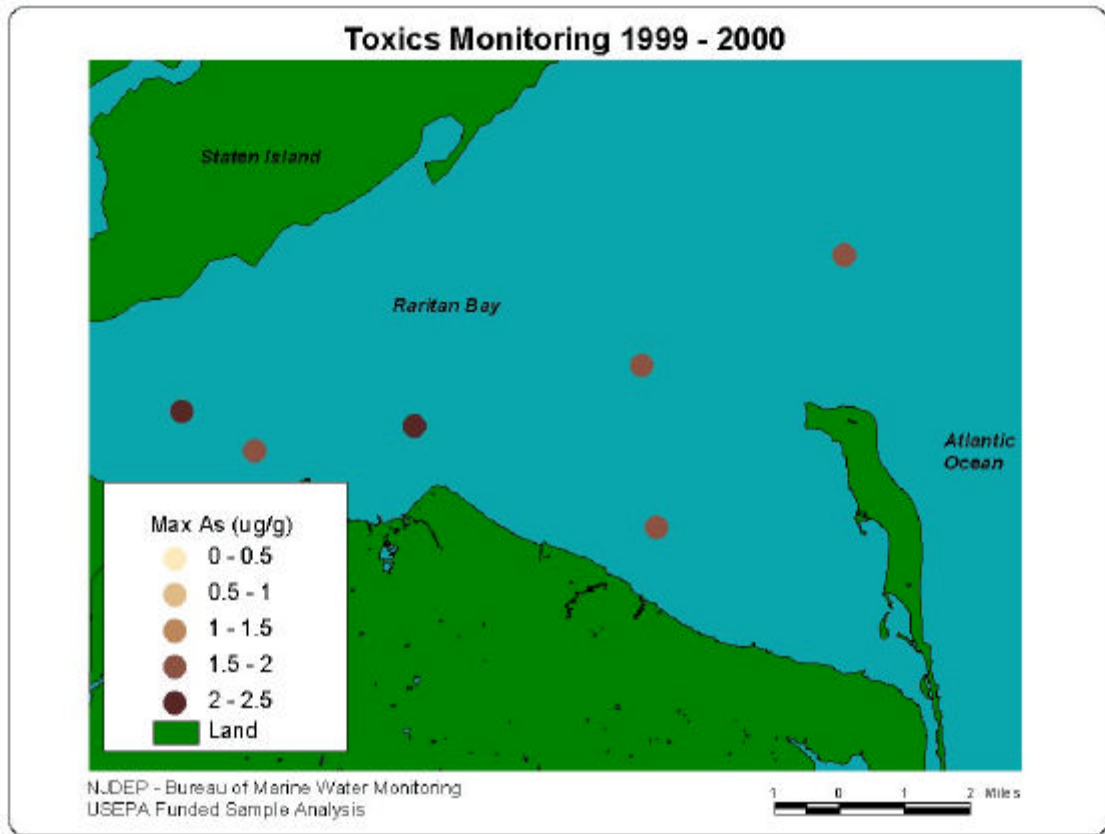 Toxics Monitoring 1999 - 2000
Staten Island
Raritan Bay
Atlantic
Ocean
Max As (ug/g)
0 - 0.5
0.5 - 1
1 - 1.5
1.5 - 2
2 - 2.5
Land
NJDEP - Bureau of Marine Water Monitoring
USEPA Funded Sample Analysis
1 0 1 2 Miles